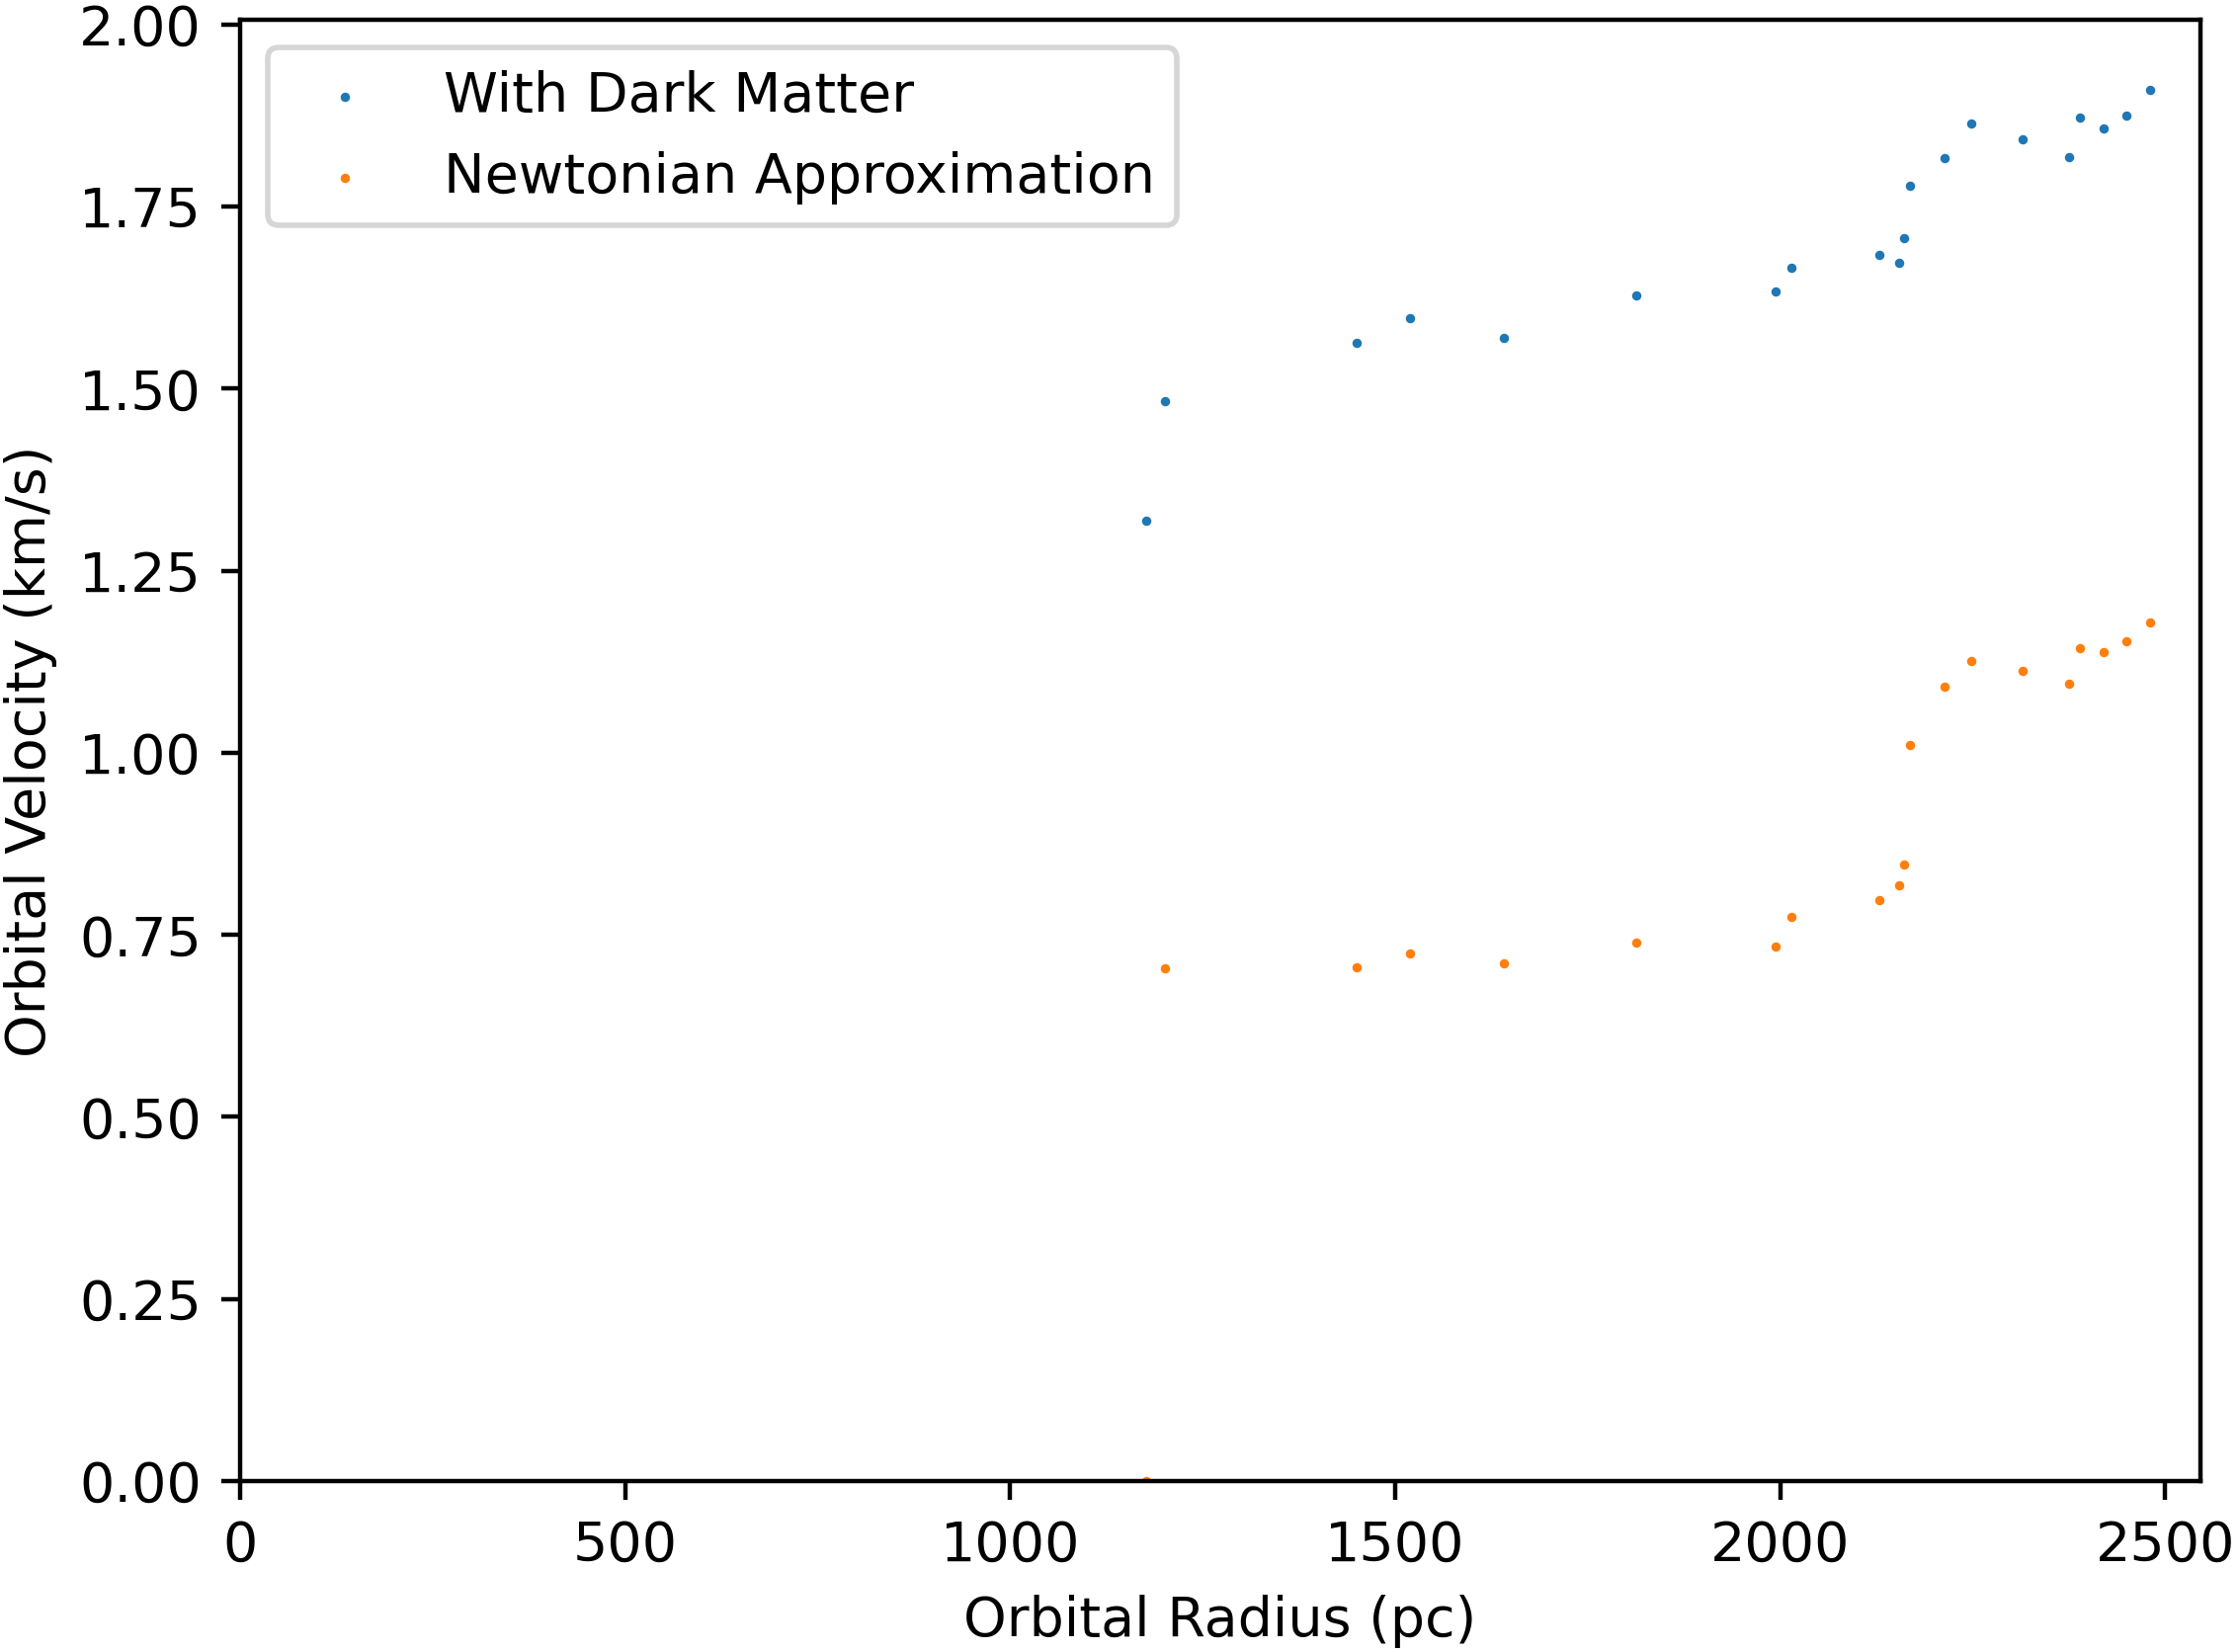 With Dark Matter
Newtonian Approximation
Orbital Velocity (km/s)
2.00
1.75
1.50
1.25
1.00
0.75
0.50
0.25
0.00
0 500 1000 1500 2000 2500
Orbital Radius (pc)